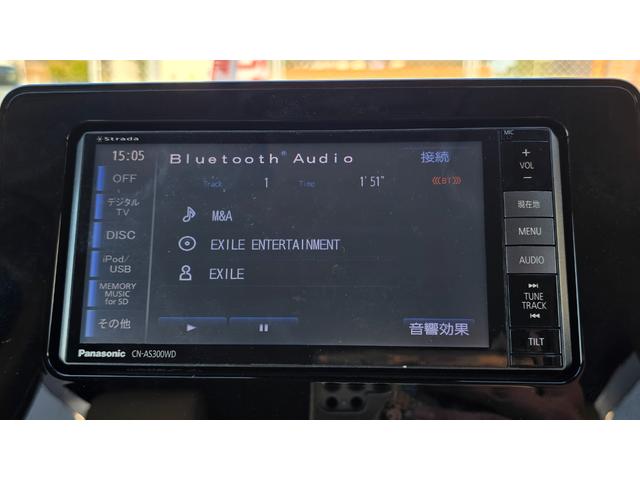 Strada
MIC
15:05
Bluetooth® Audio
接続
Track 1 Time 1'51" BT
OFF
デジタル
TV
DISC
iPod/
USB
MEMORY
MUSIC
for SD
その他
M&A
EXILE ENTERTAINMENT
EXILE
音響効果
+
VOL
−
現在地
MENU
AUDIO
TUNE
TRACK
TILT
Panasonic CN-AS300WD